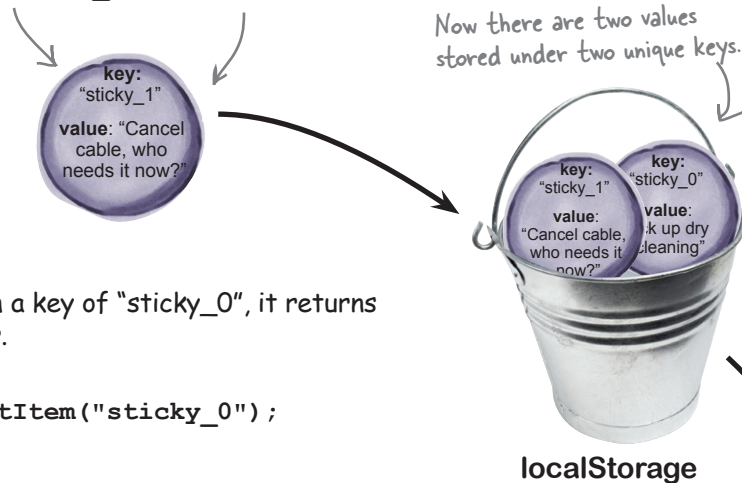 Now there are two values
stored under two unique keys.
key:
“sticky_1”
value: “Cancel
cable, who
needs it now?”
key:
“sticky_1”
value:
“Cancel cable,
who needs it
now?”
key:
“sticky_0”
value:
k up dry
cleaning”
a key of “sticky_0”, it returns
tItem("sticky_0");
localStorage